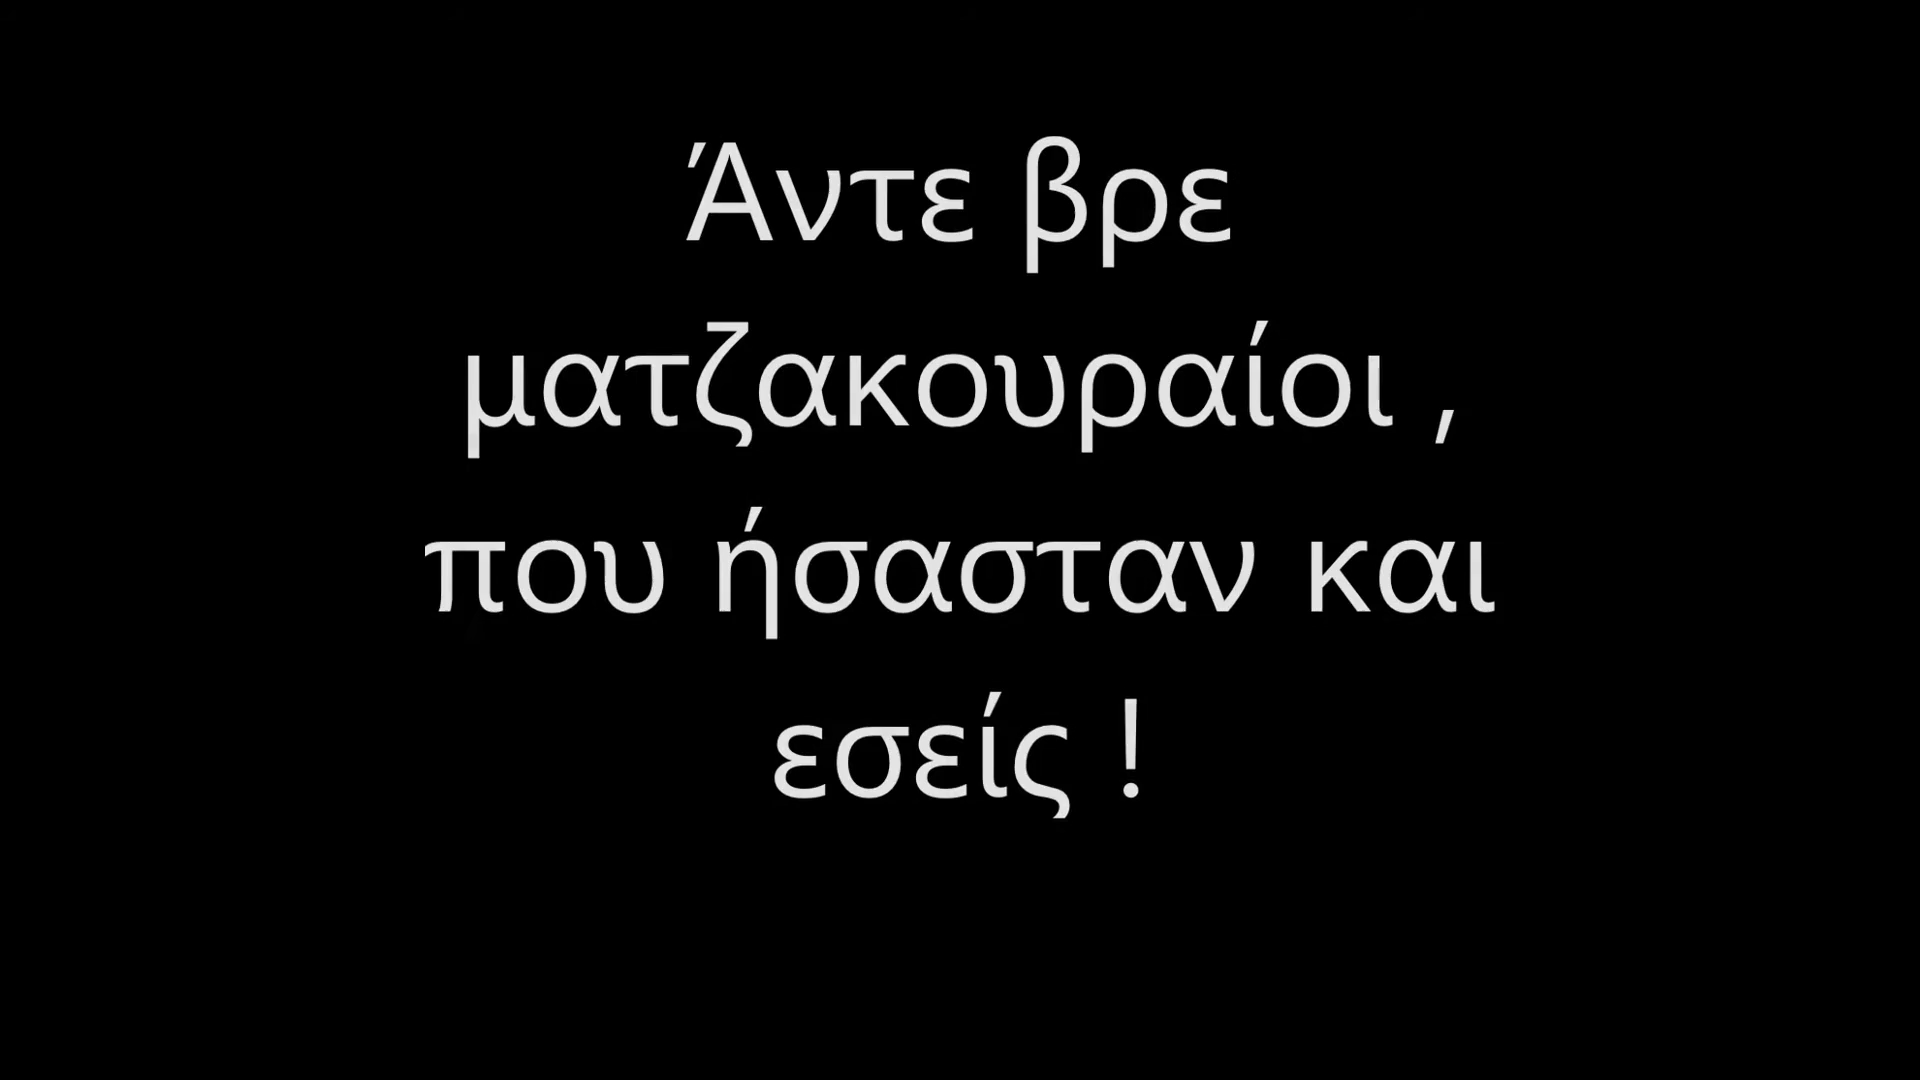 Άντε βρε
ματζακουραίοι ,
που ήσασταν και
εσείς !